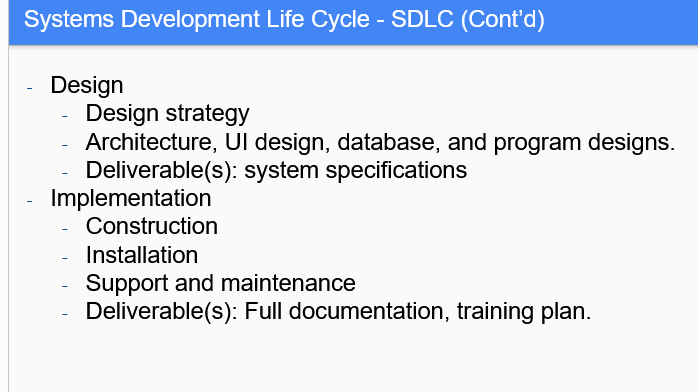 Systems Development Life Cycle - SDLC (Cont’d)
- Design
- Design strategy
- Architecture, UI design, database, and program designs.
- Deliverable(s): system specifications
- Implementation
- Construction
- Installation
- Support and maintenance
- Deliverable(s): Full documentation, training plan.